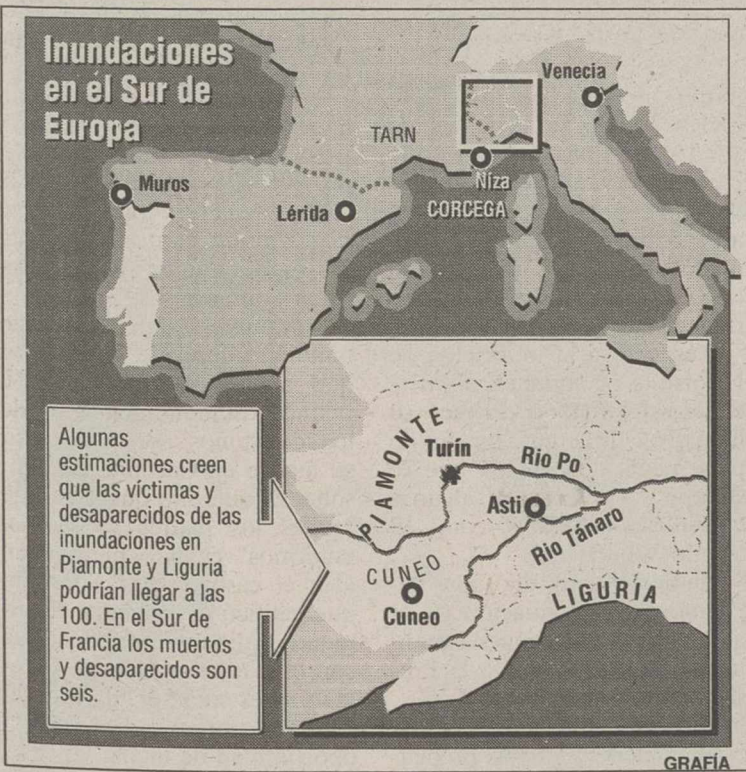 Inundaciones
en el Sur de
Europa
Venecia
TARN
Niza
Muros
Lérida
CORCEGA
Algunas
estimaciones creen
que las víctimas y
desaparecidos de las
inundaciones en
Piamonte y Liguria
podrían llegar a las
100. En el Sur de
Francia los muertos
y desaparecidos son
seis.
PIAMONTE
Turín
Rio Po
Asti
Rio Tánaro
CUNEO
Cuneo
LIGURIA
GRAFÍA